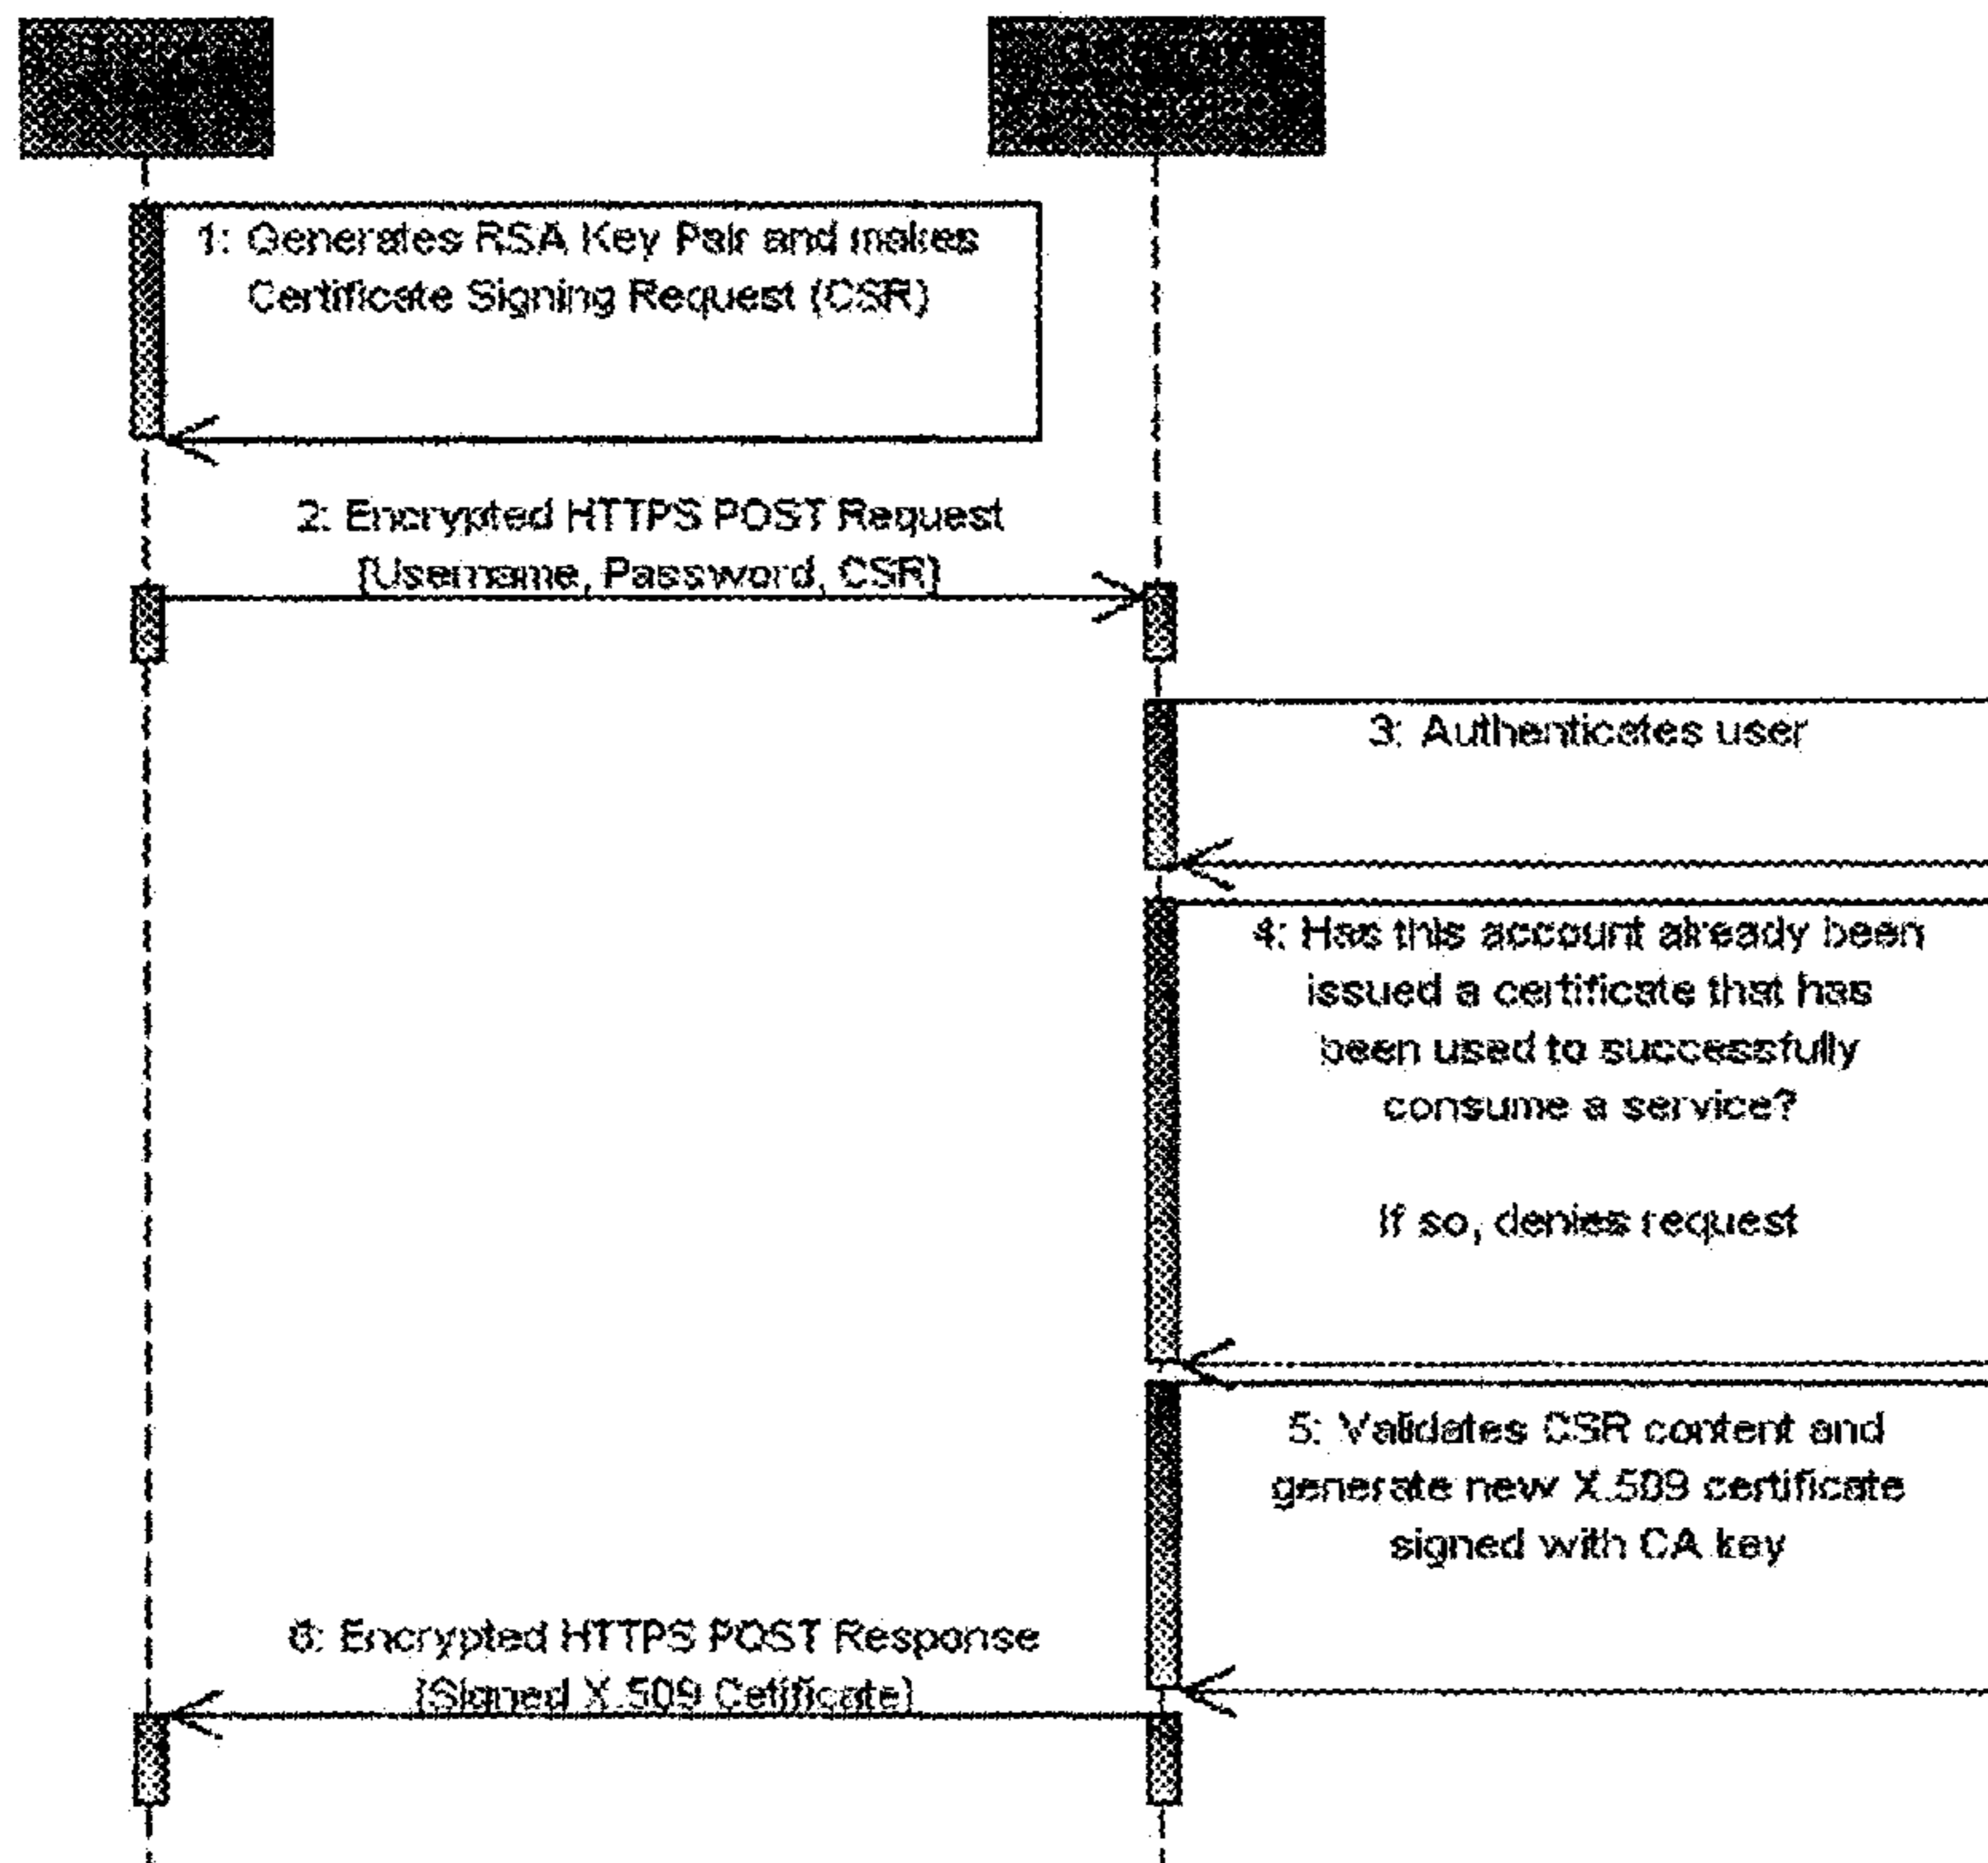 1: Generates RSA Key Pair and makes
Certificate Signing Request (CSR)
2: Encrypted HTTPS POST Request
[Username, Password, CSR]
3: Authenticates user
4: Has this account already been
issued a certificate that has
been used to successfully
consume a service?
If so, denies request
5: Validates CSR content and
generate new X.509 certificate
signed with CA key
6: Encrypted HTTPS POST Response
[Signed X.509 Cetificate]